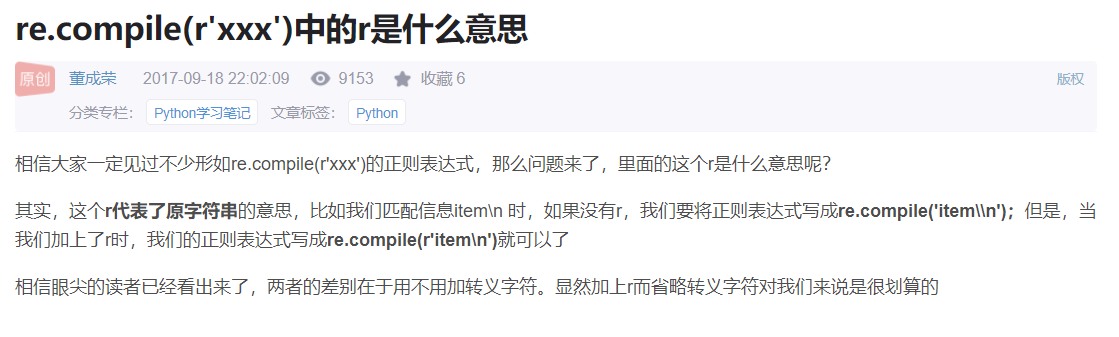 re.compile(r'xxx')中的r是什么意思
原创 董成荣 2017-09-18 22:02:09 9153 收藏 6 版权
分类专栏: Python学习笔记 文章标签: Python
相信大家一定见过不少形如re.compile(r'xxx')的正则表达式，那么问题来了，里面的这个r是什么意思呢?
其实，这个r代表了原字符串的意思，比如我们匹配信息item\n 时，如果没有r，我们要将正则表达式写成re.compile('item\\n')；但是，当
我们加上了r时，我们的正则表达式写成re.compile(r'item\n')就可以了
相信眼尖的读者已经看出来了，两者的差别在于用不用加转义字符。显然加上r而省略转义字符对我们来说是很划算的